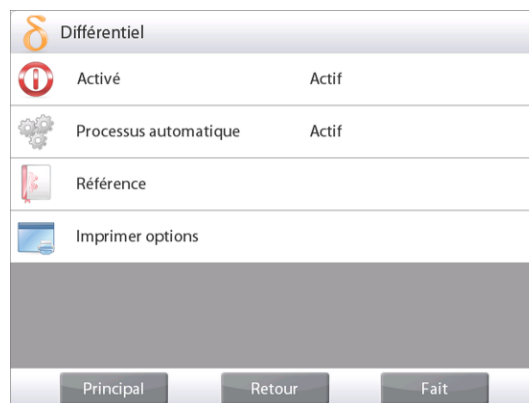 δ Différentiel
Activé Actif
Processus automatique Actif
Référence
Imprimer options
Principal Retour Fait